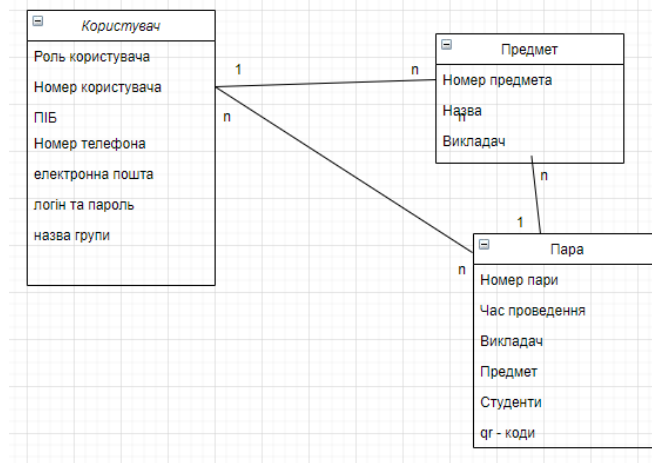 Користувач
Роль користувача
Номер користувача
ПІБ
Номер телефона
електронна пошта
логін та пароль
назва групи
1
n
n
Предмет
Номер предмета
Назва
n
Викладач
n
1
n
Пара
Номер пари
Час проведення
Викладач
Предмет
Студенти
qr - коди